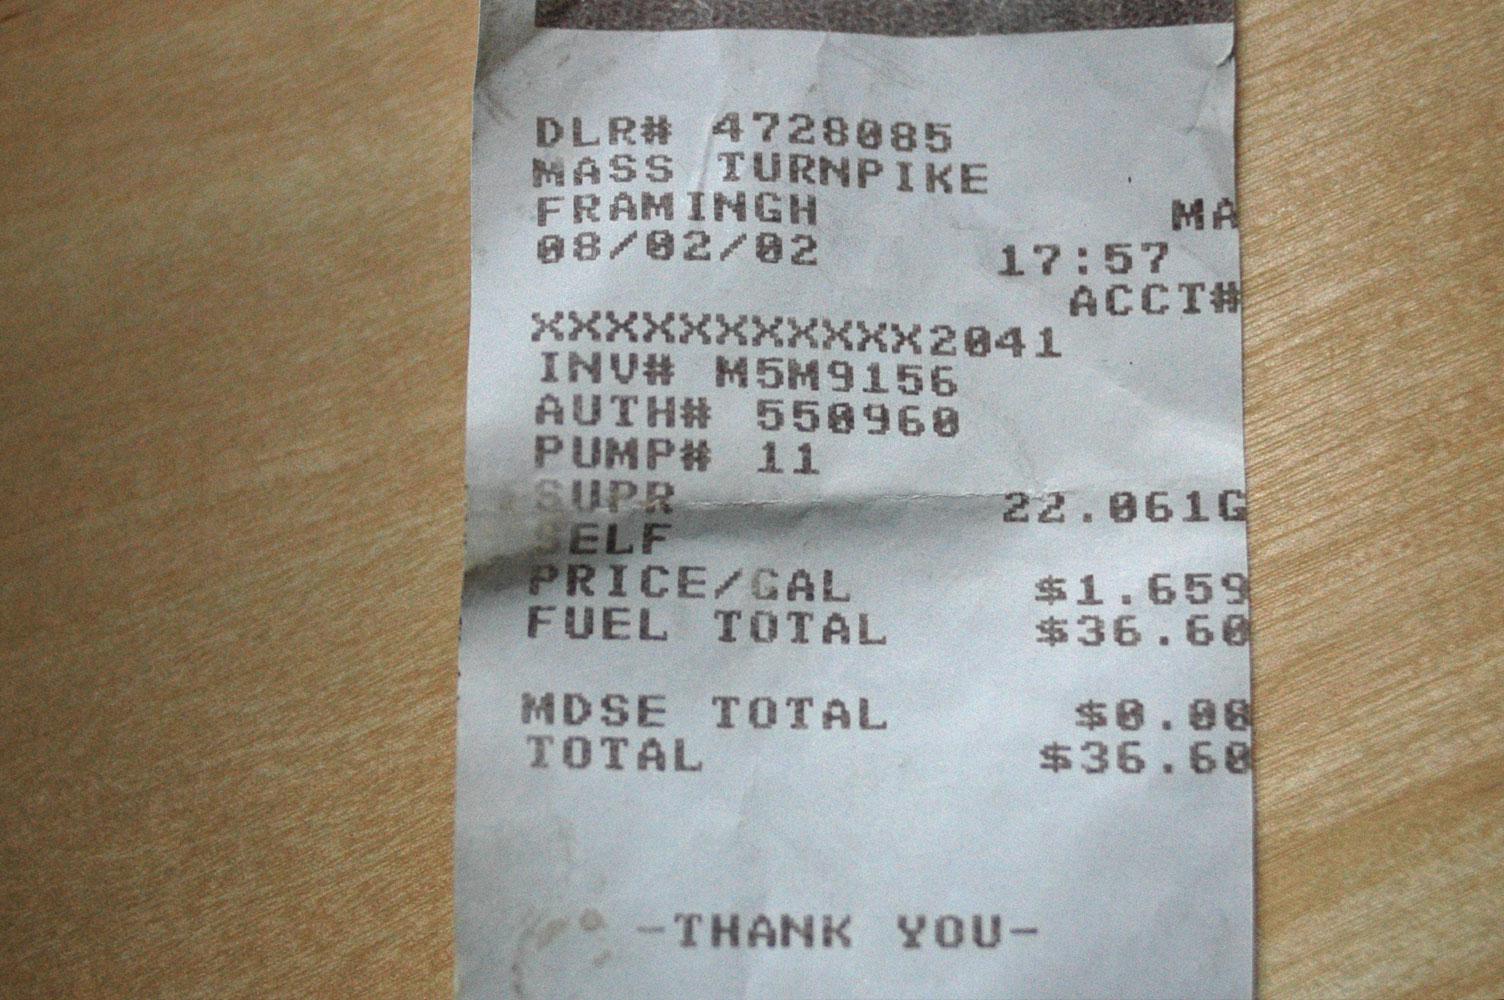 DLR# 4728085
MASS TURNPIKE
FRAMINGH MA
08/02/02 17:57
ACCT#
XXXXXXXXXXX2041
INV# M5M9156
AUTH# 550960
PUMP# 11
SUPR 22.061G
SELF
PRICE/GAL $1.659
FUEL TOTAL $36.60
MDSE TOTAL $0.00
TOTAL $36.60
-THANK YOU-